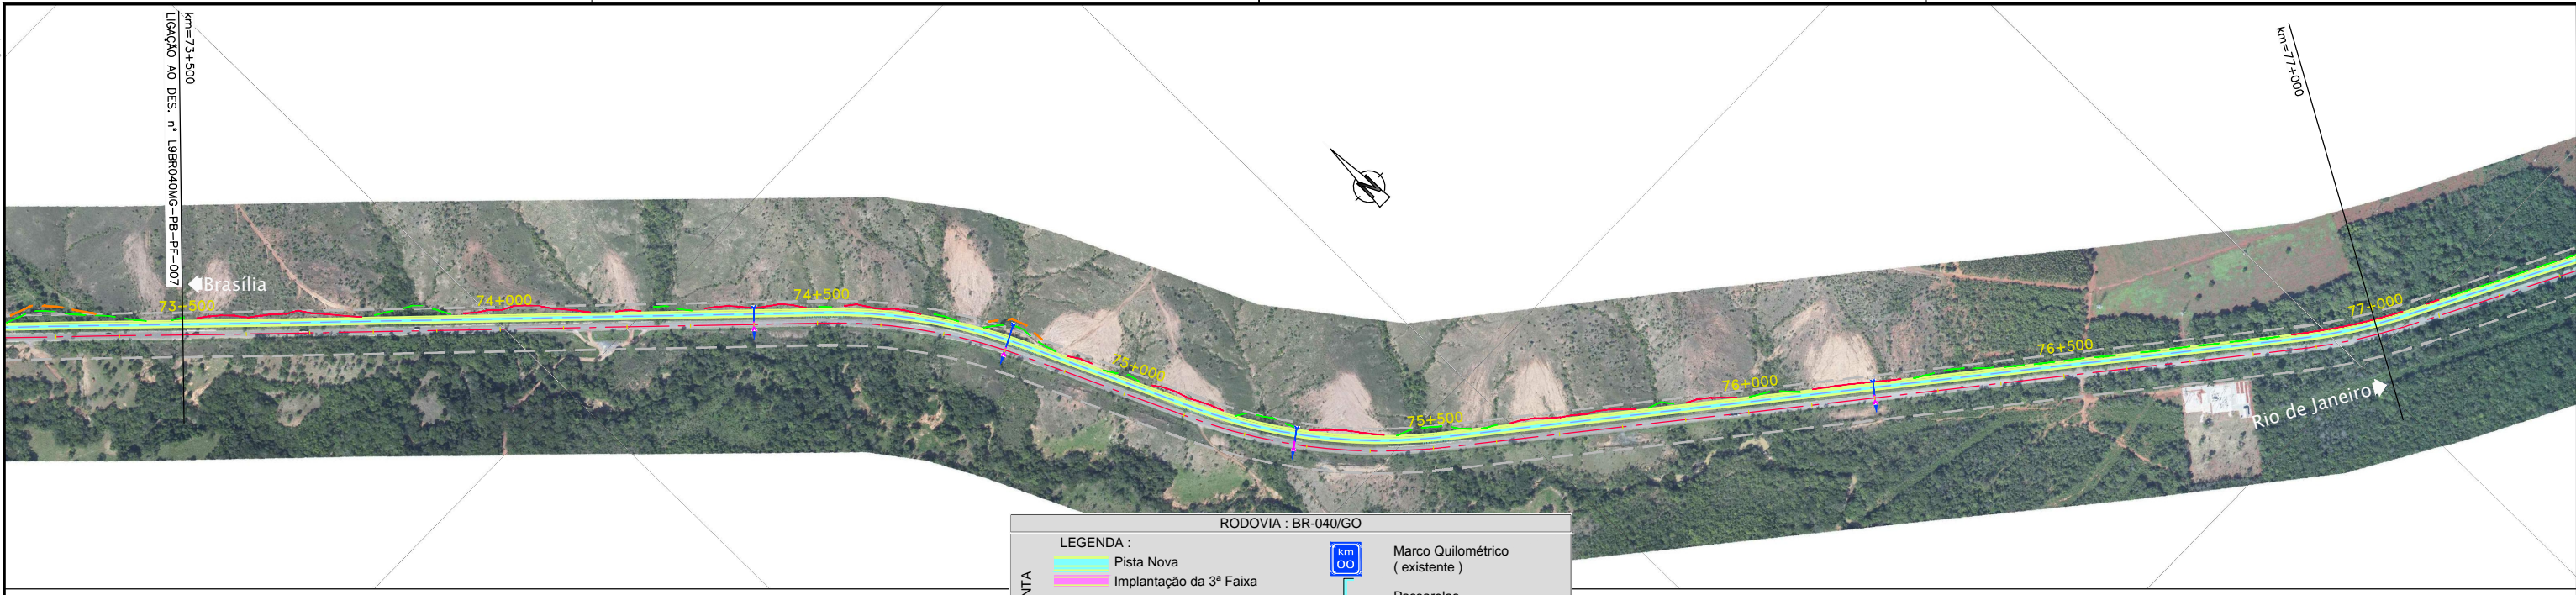 km=73+500
LIGAÇÃO AO DES. nº L9BR040MG-PB-PF-007
Brasília
73+500
74+000
74+500
75+000
75+500
76+000
76+500
77+000
km=77+000
Rio de Janeiro
N
RODOVIA : BR-040/GO
LEGENDA :
Pista Nova
Implantação da 3ª Faixa
km
00
Marco Quilométrico
( existente )